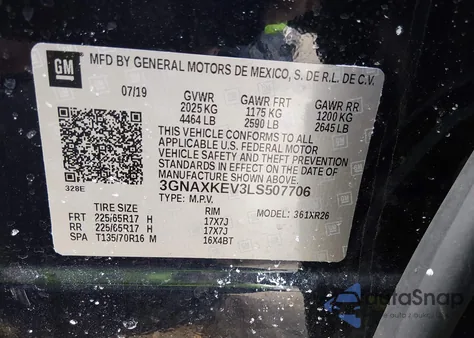 GM
MFD BY GENERAL MOTORS DE MEXICO, S. DE R.L. DE C.V.
07/19 GVWR GAWR FRT GAWR RR
2025 KG 1175 KG 1200 KG
4464 LB 2590 LB 2645 LB
THIS VEHICLE CONFORMS TO ALL
APPLICABLE U.S. FEDERAL MOTOR
VEHICLE SAFETY, BUMPER, AND THEFT
PREVENTION STANDARDS IN EFFECT ON
THE DATE OF MANUFACTURE SHOWN ABOVE.
328E 3GNAXKEV3LS507706
TYPE: M.P.V. MODEL: 361XR26
TIRE SIZE RIM
FRT 225/65R17 H 17X7J
RR 225/65R17 H 17X7J
SPA T135/70R16 M 16X4BT
autoSnap